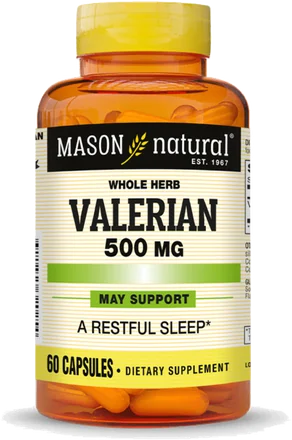 MASON natural®
EST. 1967
WHOLE HERB
VALERIAN
500 MG
MAY SUPPORT
A RESTFUL SLEEP*
60 CAPSULES • DIETARY SUPPLEMENT